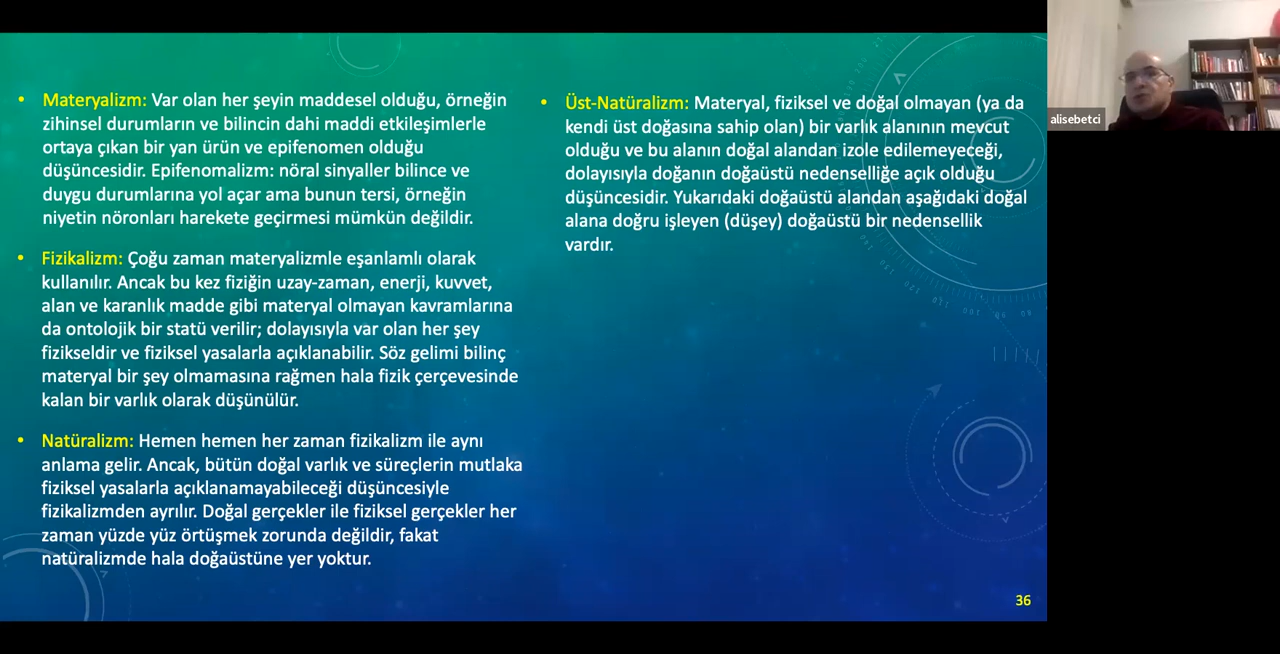 • Materyalizm: Var olan her şeyin maddesel olduğu, örneğin
zihinsel durumların ve bilincin dahi maddi etkileşimlerle
ortaya çıkan bir yan ürün ve epifenomen olduğu
düşüncesidir. Epifenomalizm: nöral sinyaller bilince ve
duygu durumlarına yol açar ama bunun tersi, örneğin
niyetin nöronları harekete geçirmesi mümkün değildir.
• Fizikalizm: Çoğu zaman materyalizmle eşanlamlı olarak
kullanılır. Ancak bu kez fiziğin uzay-zaman, enerji, kuvvet,
alan ve karanlık madde gibi materyal olmayan kavramlarına
da ontolojik bir statü verilir; dolayısıyla var olan her şey
fizikseldir ve fiziksel yasalarla açıklanabilir. Söz gelimi bilinç
materyal bir şey olmamasına rağmen hala fizik çerçevesinde
kalan bir varlık olarak düşünülür.
• Natüralizm: Hemen hemen her zaman fizikalizm ile aynı
anlama gelir. Ancak, bütün doğal varlık ve süreçlerin mutlaka
fiziksel yasalarla açıklanamayabileceği düşüncesiyle
fizikalizmden ayrılır. Doğal gerçekler ile fiziksel gerçekler her
zaman yüzde yüz örtüşmek zorunda değildir, fakat
natüralizmde hala doğaüstüne yer yoktur.
• Üst-Natüralizm: Materyal, fiziksel ve doğal olmayan (ya da
kendi üst doğasına sahip olan) bir varlık alanının mevcut
olduğu ve bu alanın doğal alandan izole edilemeyeceği,
dolayısıyla doğanın doğaüstü nedenselliğe açık olduğu
düşüncesidir. Yukarıdaki doğaüstü alandan aşağıdaki doğal
alana doğru işleyen (düşey) doğaüstü bir nedensellik
vardır.
36
alisebetci